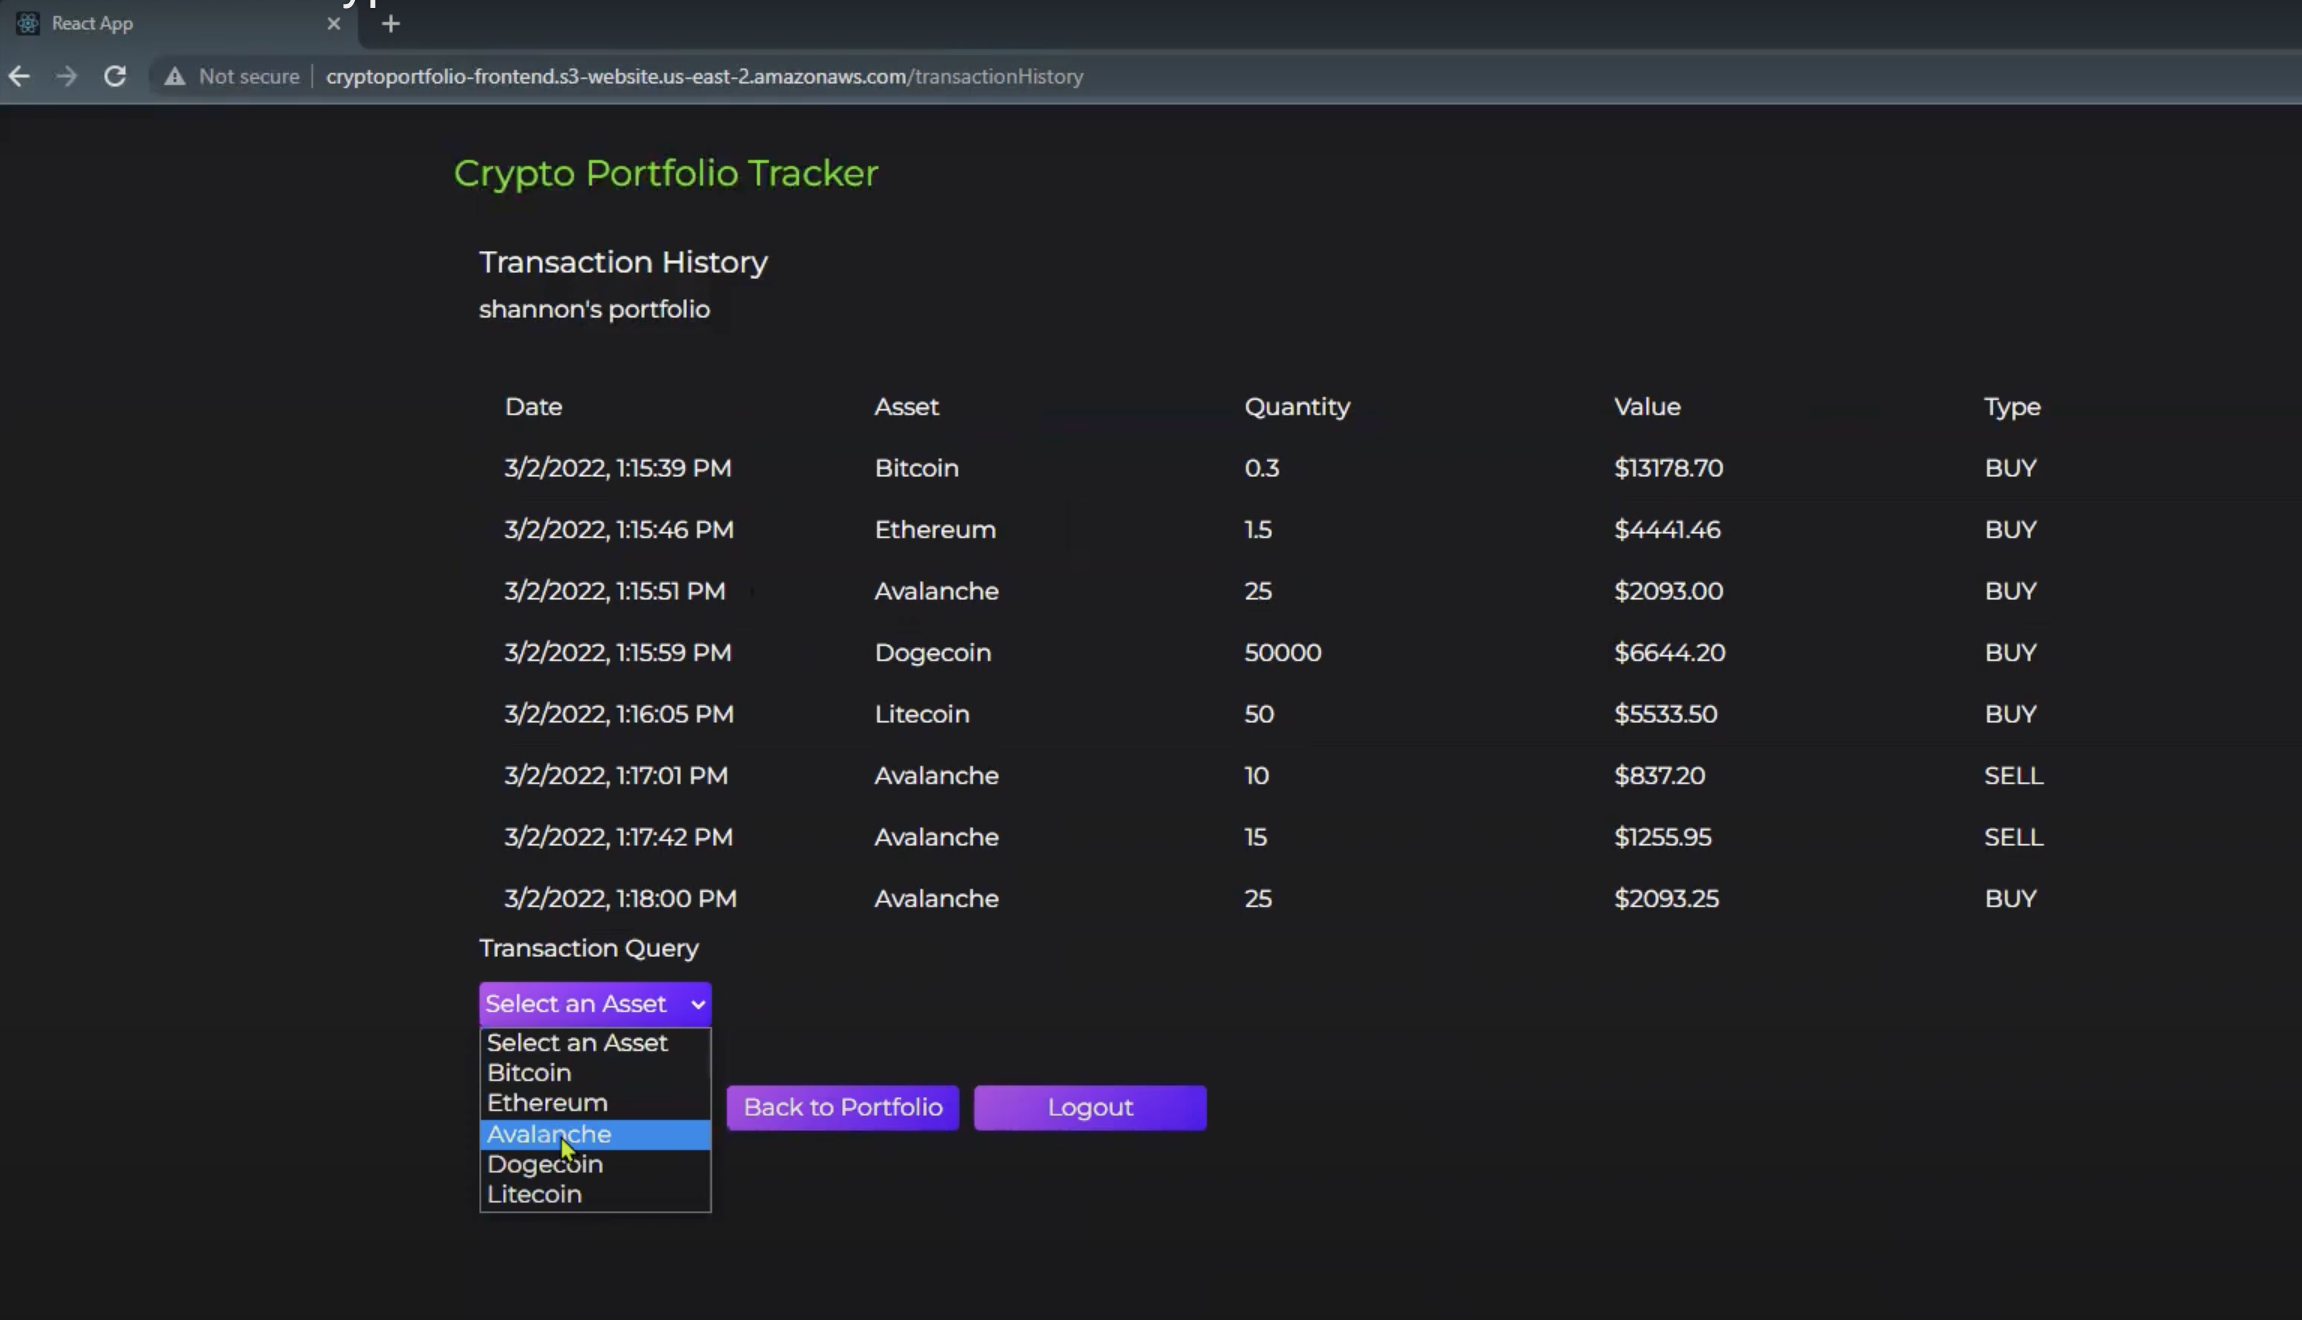 React App
Not secure cryptoportfolio-frontend.s3-website.us-east-2.amazonaws.com/transactionHistory
Crypto Portfolio Tracker
Transaction History
shannon's portfolio
Date Asset Quantity Value Type
3/2/2022, 1:15:39 PM Bitcoin 0.3 $13178.70 BUY
3/2/2022, 1:15:46 PM Ethereum 1.5 $4441.46 BUY
3/2/2022, 1:15:51 PM Avalanche 25 $2093.00 BUY
3/2/2022, 1:15:59 PM Dogecoin 50000 $6644.20 BUY
3/2/2022, 1:16:05 PM Litecoin 50 $5533.50 BUY
3/2/2022, 1:17:01 PM Avalanche 10 $837.20 SELL
3/2/2022, 1:17:42 PM Avalanche 15 $1255.95 SELL
3/2/2022, 1:18:00 PM Avalanche 25 $2093.25 BUY
Transaction Query
Select an Asset
Select an Asset
Bitcoin
Ethereum
Back to Portfolio Logout
Avalanche
Dogecoin
Litecoin